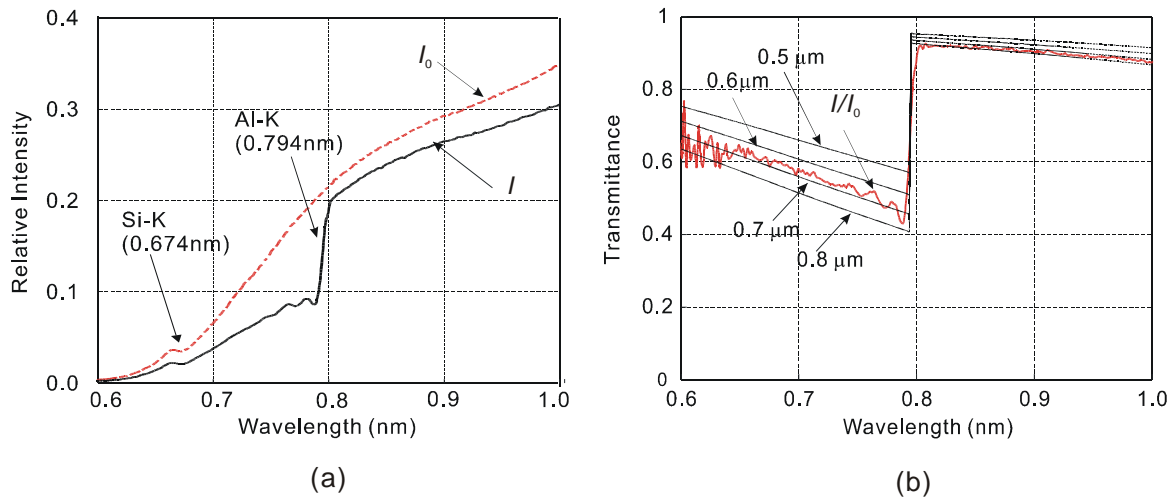 0.4
0.3
0.2
0.1
0.0
Relative Intensity
I₀
Al-K
(0.794nm)
I
Si-K
(0.674nm)
0.6 0.7 0.8 0.9 1.0
Wavelength (nm)
(a)
1
0.8
0.6
0.4
0.2
0
Transmittance
0.5 μm
0.6μm
I/I₀
0.7 μm
0.8 μm
0.6 0.7 0.8 0.9 1.0
Wavelength (nm)
(b)